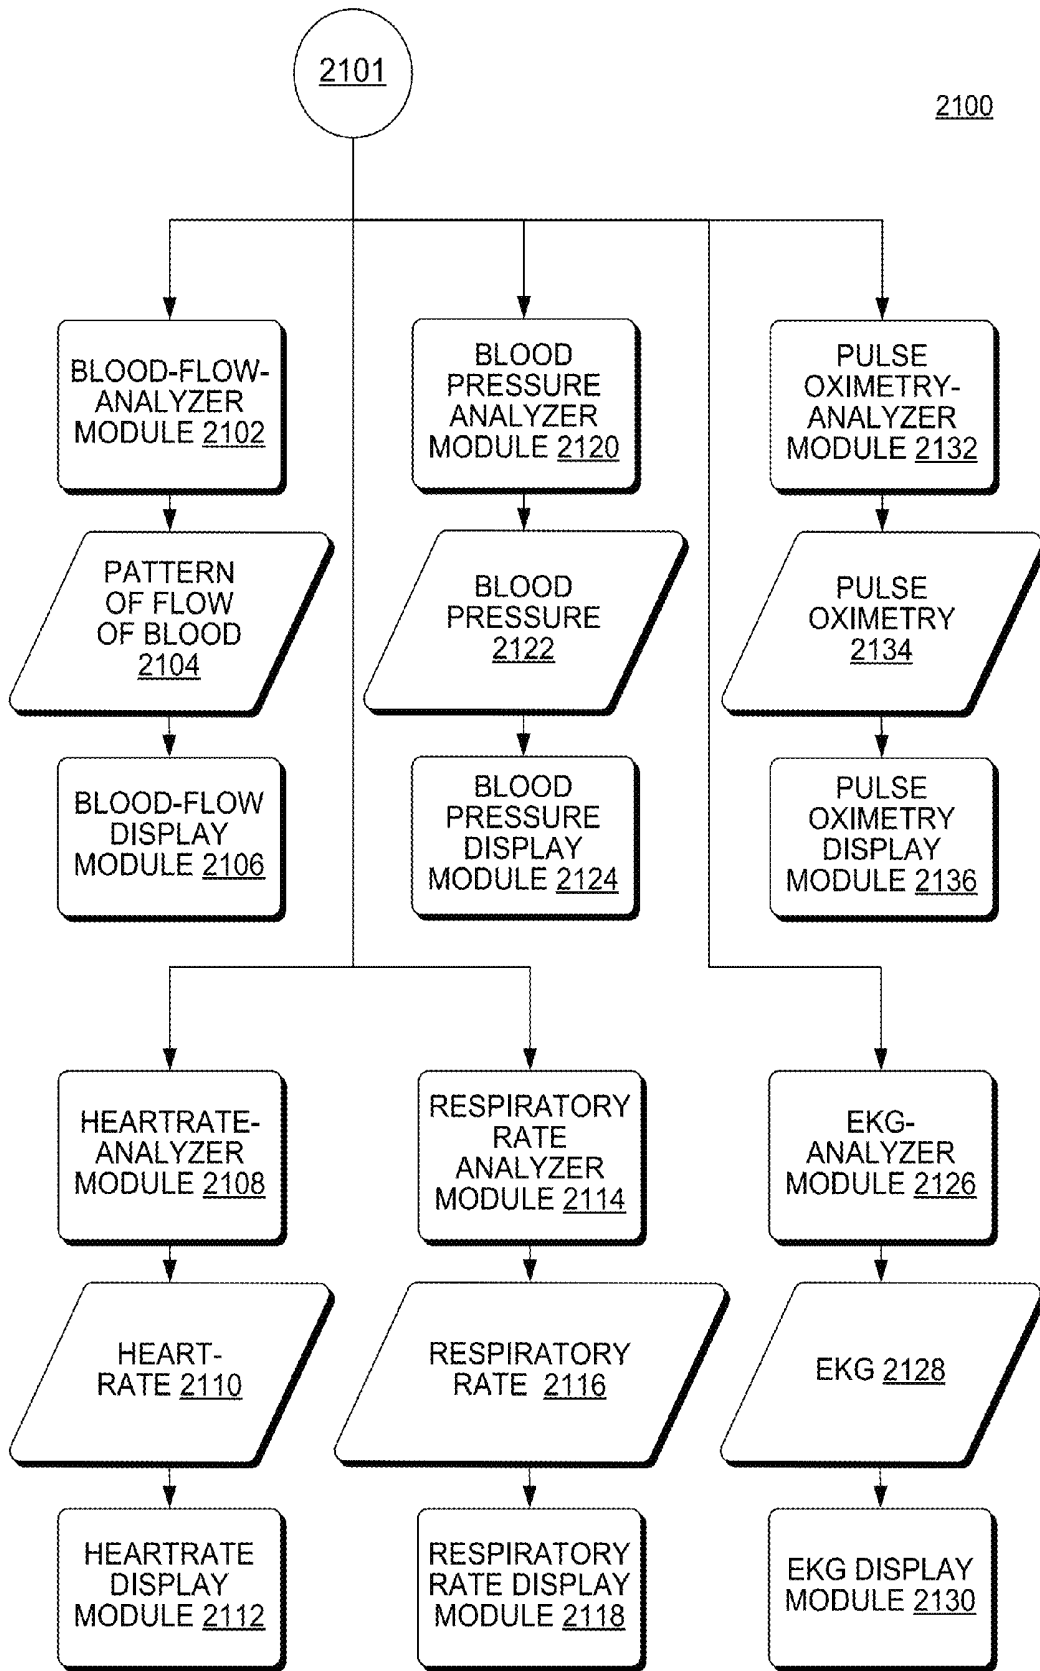 2101
2100
BLOOD-FLOW-
ANALYZER
MODULE 2102
PATTERN
OF FLOW
OF BLOOD
2104
BLOOD-FLOW
DISPLAY
MODULE 2106
BLOOD
PRESSURE
ANALYZER
MODULE 2120
BLOOD
PRESSURE
2122
BLOOD
PRESSURE
DISPLAY
MODULE 2124
PULSE
OXIMETRY-
ANALYZER
MODULE 2132
PULSE
OXIMETRY
2134
PULSE
OXIMETRY
DISPLAY
MODULE 2136
HEARTRATE-
ANALYZER
MODULE 2108
HEART-
RATE 2110
HEARTRATE
DISPLAY
MODULE 2112
RESPIRATORY
RATE
ANALYZER
MODULE 2114
RESPIRATORY
RATE 2116
RESPIRATORY
RATE DISPLAY
MODULE 2118
EKG-
ANALYZER
MODULE 2126
EKG 2128
EKG DISPLAY
MODULE 2130